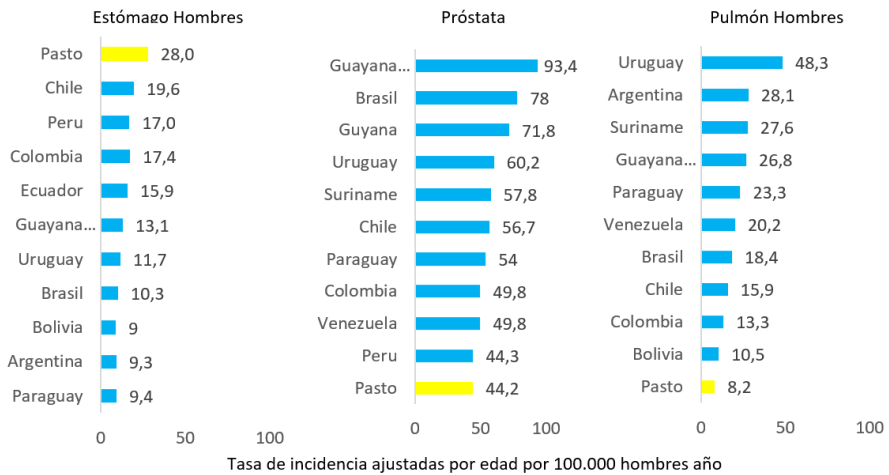 Estómago Hombres
Pasto 28,0
Chile 19,6
Peru 17,0
Colombia 17,4
Ecuador 15,9
Guayana... 13,1
Uruguay 11,7
Brasil 10,3
Bolivia 9
Argentina 9,3
Paraguay 9,4
0 50 100
Próstata
Guayana... 93,4
Brasil 78
Guyana 71,8
Uruguay 60,2
Suriname 57,8
Chile 56,7
Paraguay 54
Colombia 49,8
Venezuela 49,8
Peru 44,3
Pasto 44,2
0 50 100
Pulmón Hombres
Uruguay 48,3
Argentina 28,1
Suriname 27,6
Guayana... 26,8
Paraguay 23,3
Venezuela 20,2
Brasil 18,4
Chile 15,9
Colombia 13,3
Bolivia 10,5
Pasto 8,2
0 50 100
Tasa de incidencia ajustadas por edad por 100.000 hombres año